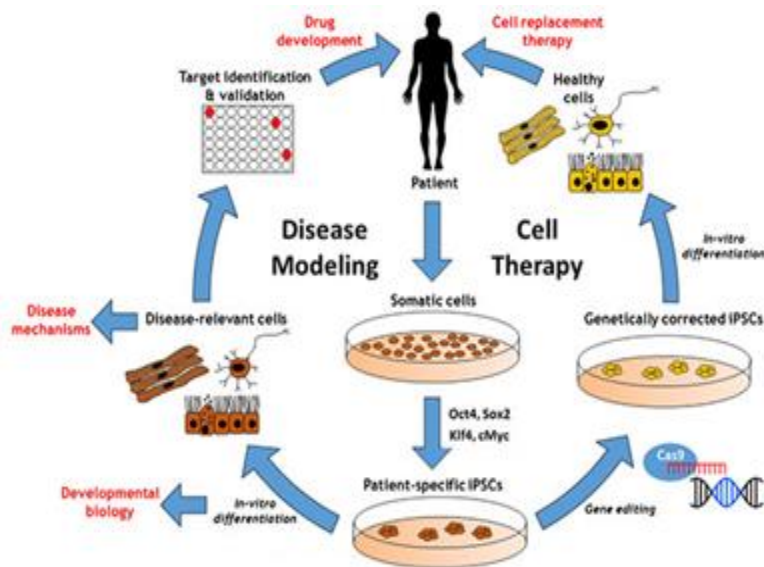 Drug
development
Cell replacement
therapy
Target Identification
& validation
Healthy
cells
Patient
Disease
Modeling
Cell
Therapy
In-vitro
differentiation
Disease
mechanisms
Disease-relevant cells
Somatic cells
Genetically corrected iPSCs
Oct4, Sox2
Klf4, cMyc
Cas9
Developmental
biology
In-vitro
differentiation
Patient-specific iPSCs
Gene editing